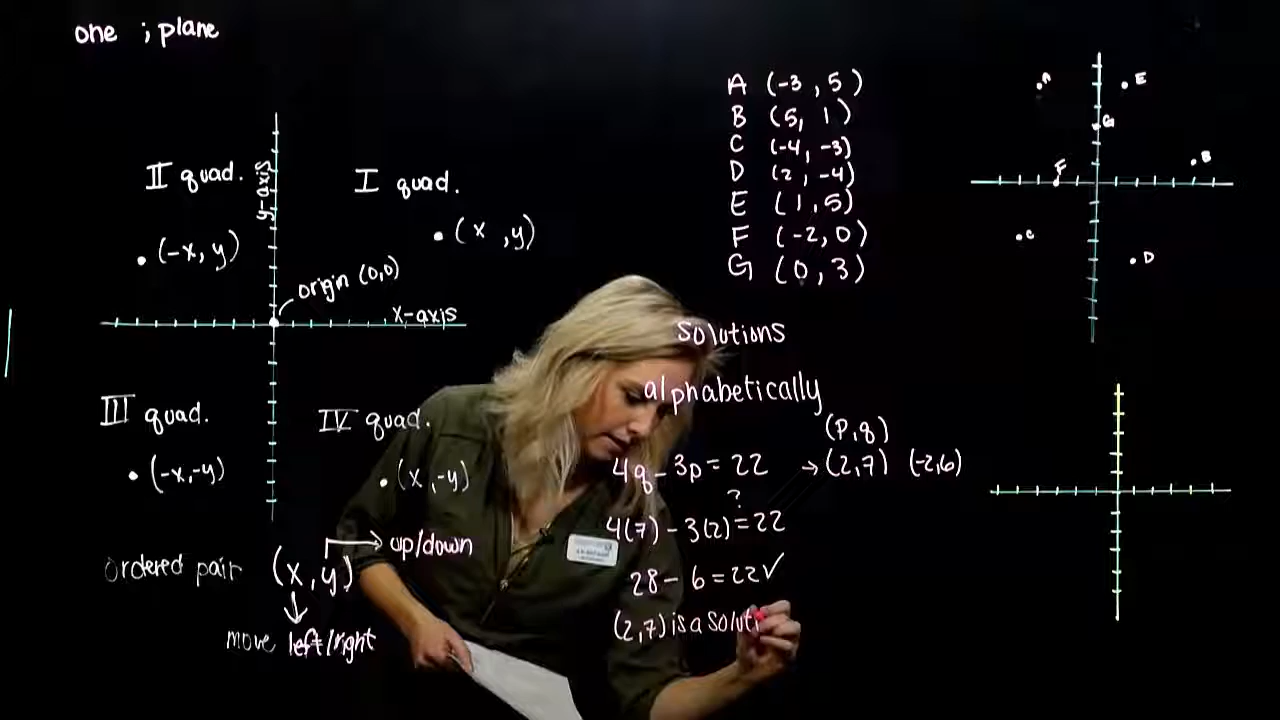 one ; plane
II quad.
y-axis
I quad.
(-x, y)
(x ,y)
origin (0,0)
x-axis
III quad.
IV quad.
(-x,-y)
(x,-y)
ordered pair (x,y)
up/down
move left/right
A (-3, 5)
B (5, 1)
C (-4, -3)
D (2, -4)
E (1, 5)
F (-2, 0)
G (0, 3)
A
E
G
B
F
C
D
solutions
alphabetically
(p,q)
4q - 3p = 22 → (2,7) (-2,6)
?
4(7) - 3(2) = 22
28 - 6 = 22 ✓
(2,7) is a soluti